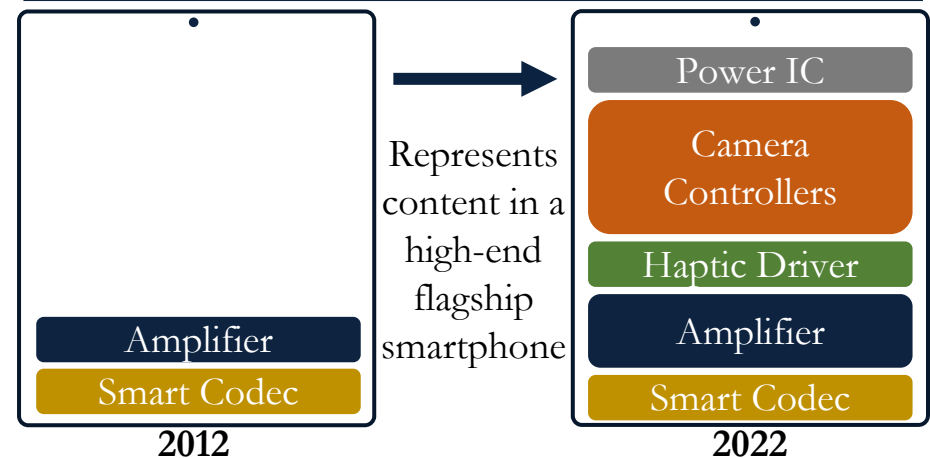 Amplifier
Smart Codec
2012
Represents
content in a
high-end
flagship
smartphone
Power IC
Camera
Controllers
Haptic Driver
Amplifier
Smart Codec
2022